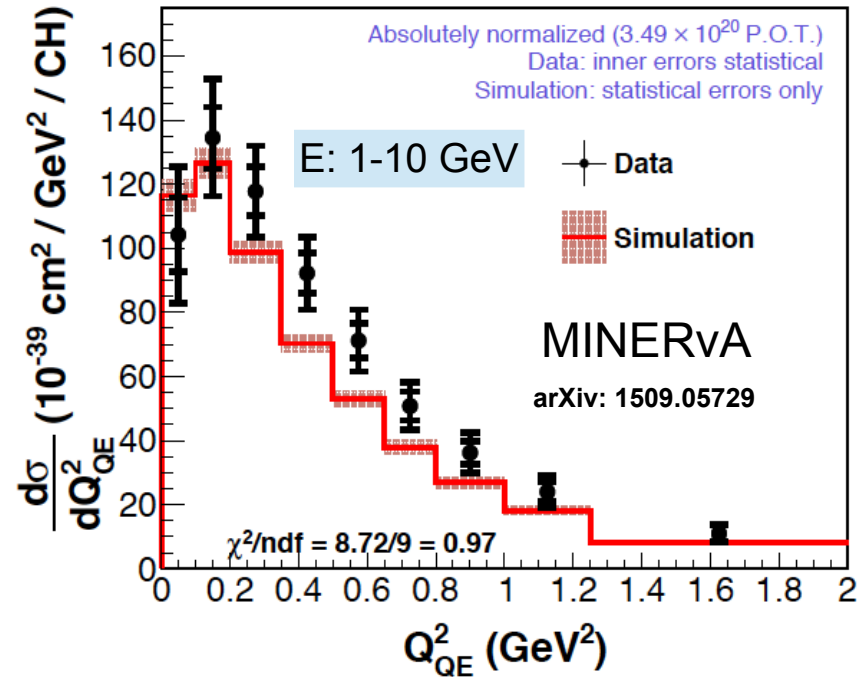 Absolutely normalized (3.49 × 10²⁰ P.O.T.)
Data: inner errors statistical
Simulation: statistical errors only
E: 1-10 GeV
Data
Simulation
MINERvA
arXiv: 1509.05729
χ²/ndf = 8.72/9 = 0.97
dσ/dQ²_QE (10⁻³⁹ cm² / GeV² / CH)
160
140
120
100
80
60
40
20
0
0 0.2 0.4 0.6 0.8 1 1.2 1.4 1.6 1.8 2
Q²_QE (GeV²)